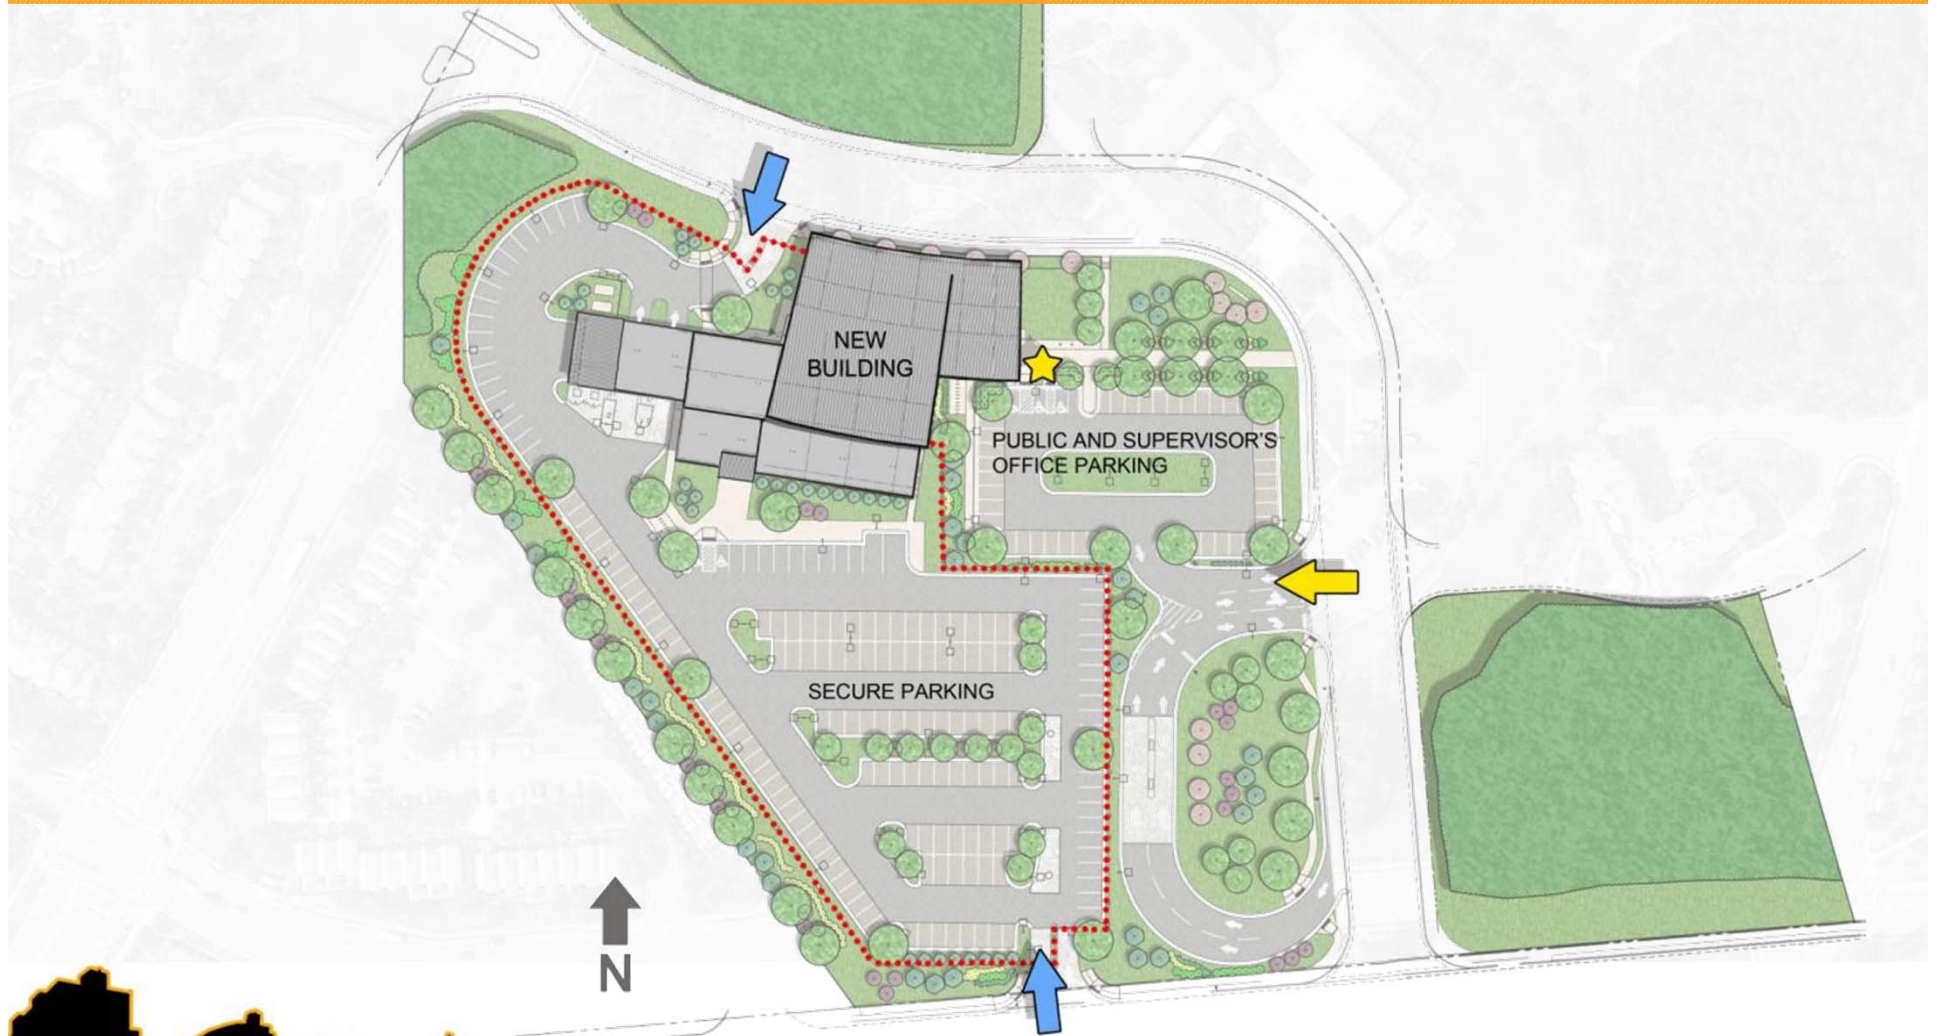 NEW
BUILDING
PUBLIC AND SUPERVISOR'S
OFFICE PARKING
SECURE PARKING
N